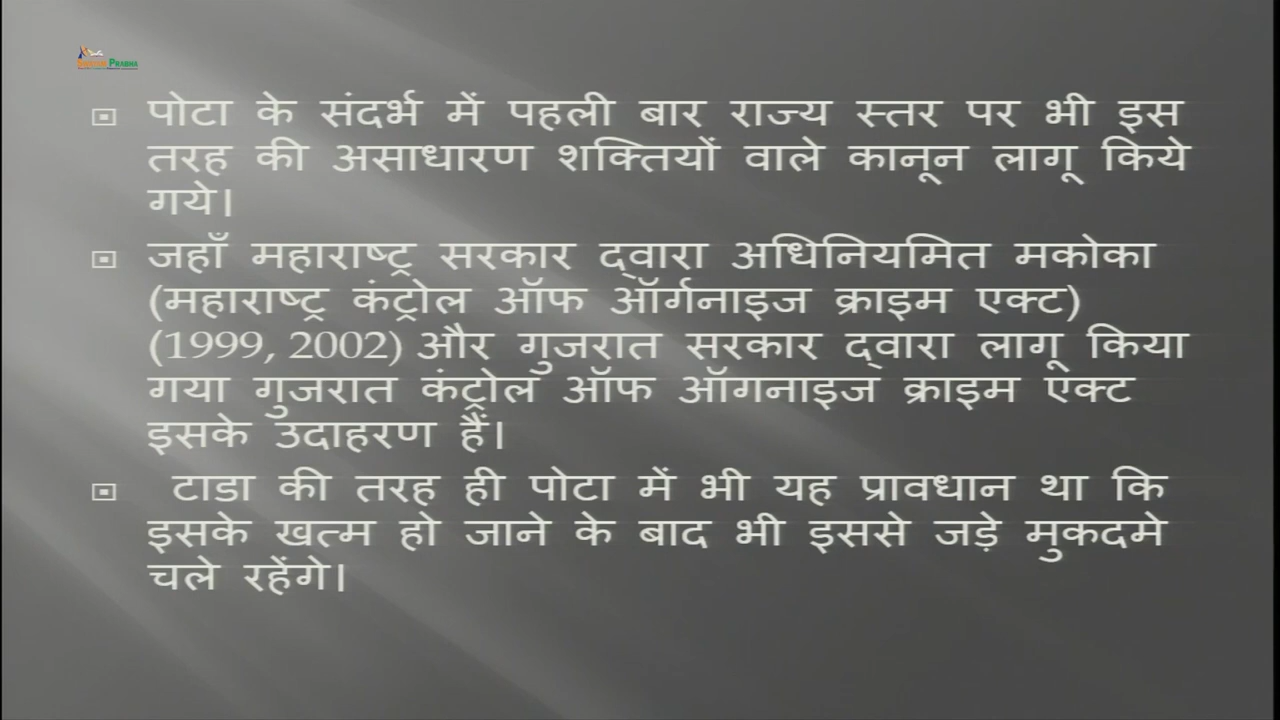 SWAYAM PRABHA
पोटा के संदर्भ में पहली बार राज्य स्तर पर भी इस
तरह की असाधारण शक्तियों वाले कानून लागू किये
गये।
जहाँ महाराष्ट्र सरकार द्वारा अधिनियमित मकोका
(महाराष्ट्र कंट्रोल ऑफ ऑर्गनाइज क्राइम एक्ट)
(1999, 2002) और गुजरात सरकार द्वारा लागू किया
गया गुजरात कंट्रोल ऑफ ऑगनाइज क्राइम एक्ट
इसके उदाहरण हैं।
टाडा की तरह ही पोटा में भी यह प्रावधान था कि
इसके खत्म हो जाने के बाद भी इससे जड़े मुकदमे
चले रहेंगे।